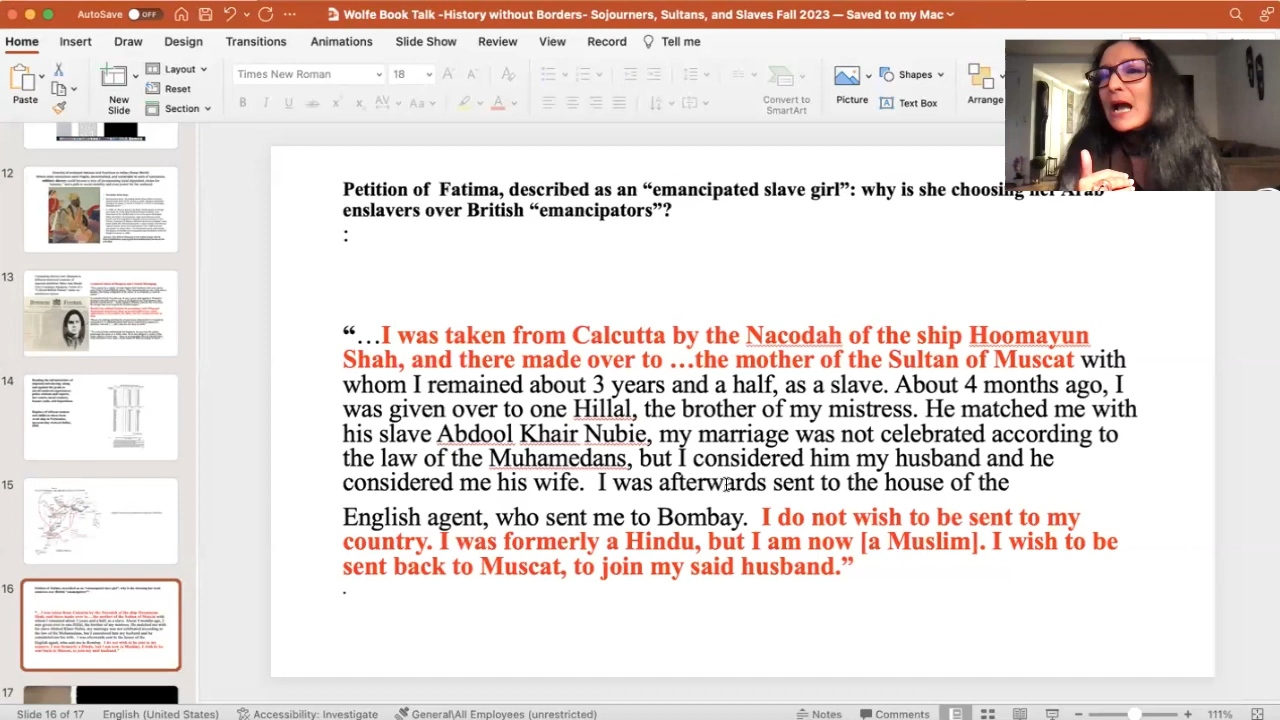 AutoSave OFF
Wolfe Book Talk -History without Borders- Sojourners, Sultans, and Slaves Fall 2023 — Saved to my Mac
Home Insert Draw Design Transitions Animations Slide Show Review View Record Tell me
Paste
New
Slide
Layout
Reset
Section
Times New Roman 18
Convert to
SmartArt
Picture
Shapes
Text Box
Arrange
12
13
14
15
16
17
Petition of Fatima, described as an “emancipated slave girl”: why is she choosing her Arab
enslavers over British “emancipators”?
:
“…I was taken from Calcutta by the Naconah of the ship Hoomayun
Shah, and there made over to …the mother of the Sultan of Muscat with
whom I remained about 3 years and a half, as a slave. About 4 months ago, I
was given over to one Hillal, the brother of my mistress. He matched me with
his slave Abdool Khair Nubie, my marriage was not celebrated according to
the law of the Muhamedans, but I considered him my husband and he
considered me his wife.  I was afterwards sent to the house of the
English agent, who sent me to Bombay.  I do not wish to be sent to my
country. I was formerly a Hindu, but I am now [a Muslim]. I wish to be
sent back to Muscat, to join my said husband.”
.
Slide 16 of 17 English (United States) Accessibility: Investigate General\All Employees (unrestricted) Notes Comments 111%